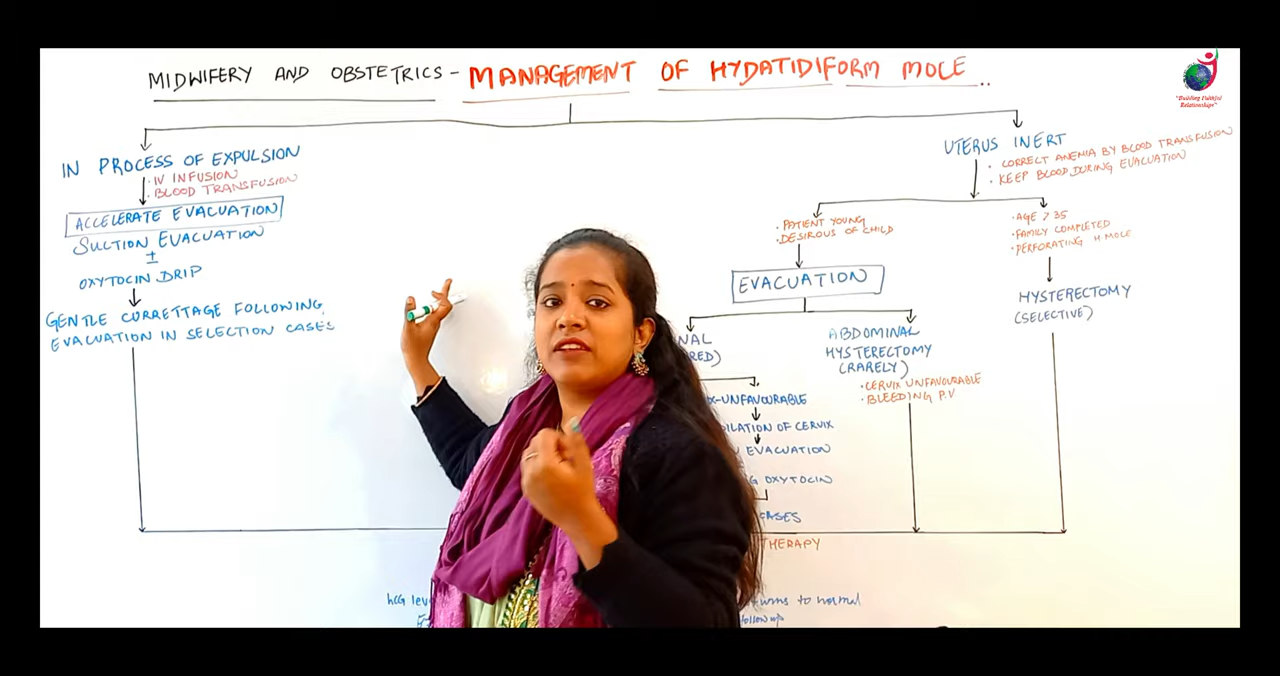 MIDWIFERY AND OBSTETRICS - MANAGEMENT OF HYDATIDIFORM MOLE..
"Building Faithful
Relationships"
IN PROCESS OF EXPULSION
· IV INFUSION
· BLOOD TRANSFUSION
ACCELERATE EVACUATION
SUCTION EVACUATION
±
OXYTOCIN DRIP
GENTLE CURRETTAGE FOLLOWING
EVACUATION IN SELECTION CASES
UTERUS INERT
· CORRECT ANEMIA BY BLOOD TRANSFUSION
· KEEP BLOOD DURING EVACUATION
· PATIENT YOUNG
· DESIROUS OF CHILD
EVACUATION
NAL
RED)
-UNFAVOURABLE
ILATION OF CERVIX
EVACUATION
G OXYTOCIN
CASES
ABDOMINAL
HYSTERECTOMY
(RARELY)
· CERVIX UNFAVOURABLE
· BLEEDING P.V
· AGE > 35
· FAMILY COMPLETED
· PERFORATING H.MOLE
HYSTERECTOMY
(SELECTIVE)
THERAPY
hCG leve
urns to normal
follow up